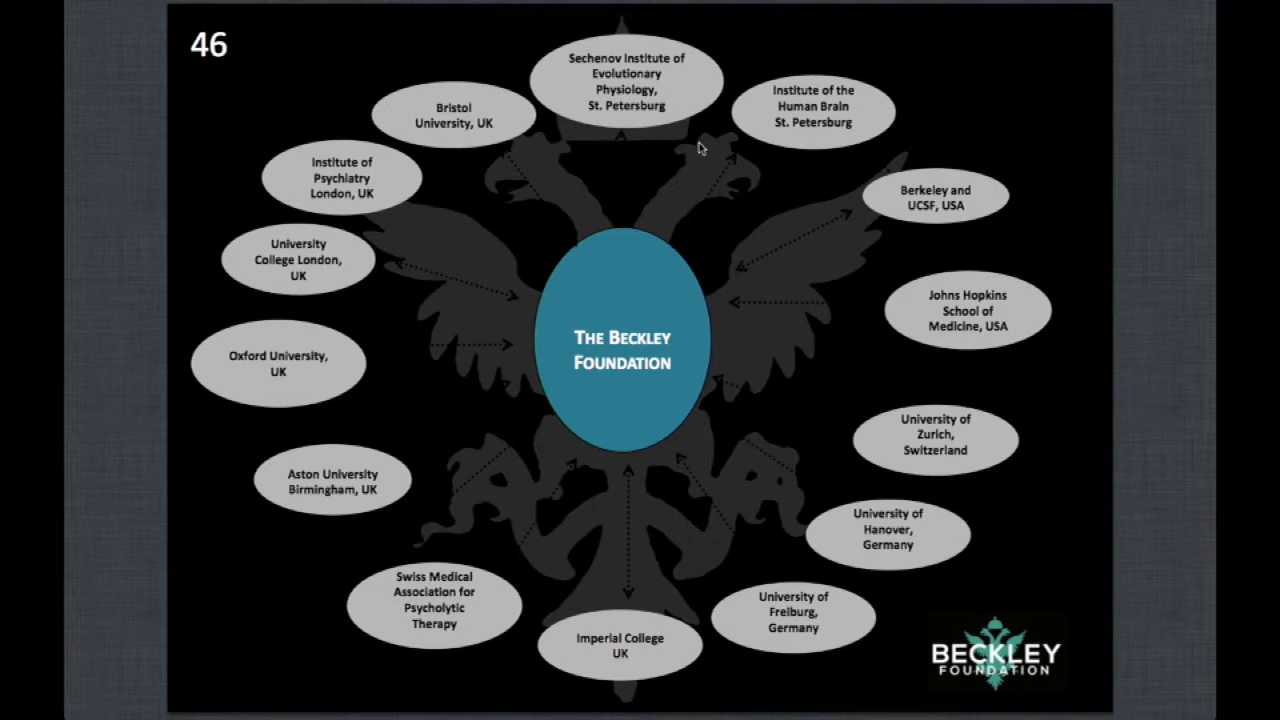 46
Sechenov Institute of
Evolutionary
Physiology,
St. Petersburg
Bristol
University, UK
Institute of the
Human Brain
St. Petersburg
Institute of
Psychiatry
London, UK
Berkeley and
UCSF, USA
University
College London,
UK
Johns Hopkins
School of
Medicine, USA
THE BECKLEY
FOUNDATION
Oxford University,
UK
University of
Zurich,
Switzerland
Aston University
Birmingham, UK
University of
Hanover,
Germany
Swiss Medical
Association for
Psycholytic
Therapy
University of
Freiburg,
Germany
Imperial College
UK
BECKLEY
FOUNDATION